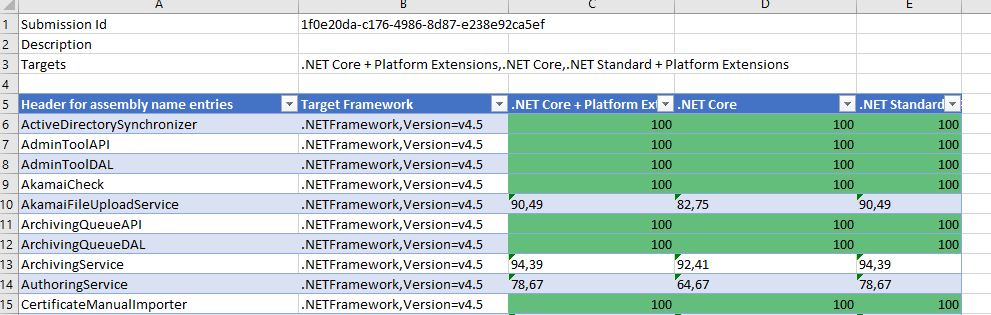 A B C D E
1 Submission Id 1f0e20da-c176-4986-8d87-e238e92ca5ef
2 Description
3 Targets .NET Core + Platform Extensions,.NET Core,.NET Standard + Platform Extensions
4
5 Header for assembly name entries Target Framework .NET Core + Platform Ext .NET Core .NET Standard
6 ActiveDirectorySynchronizer .NETFramework,Version=v4.5 100 100 100
7 AdminToolAPI .NETFramework,Version=v4.5 100 100 100
8 AdminToolDAL .NETFramework,Version=v4.5 100 100 100
9 AkamaiCheck .NETFramework,Version=v4.5 100 100 100
10 AkamaiFileUploadService .NETFramework,Version=v4.5 90,49 82,75 90,49
11 ArchivingQueueAPI .NETFramework,Version=v4.5 100 100 100
12 ArchivingQueueDAL .NETFramework,Version=v4.5 100 100 100
13 ArchivingService .NETFramework,Version=v4.5 94,39 92,41 94,39
14 AuthoringService .NETFramework,Version=v4.5 78,67 64,67 78,67
15 CertificateManualImporter .NETFramework,Version=v4.5 100 100 100